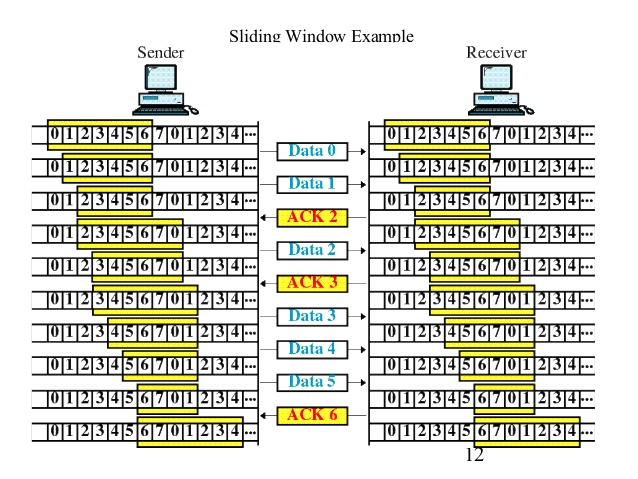 Sliding Window Example
Sender Receiver
0 1 2 3 4 5 6 7 0 1 2 3 4 ... 0 1 2 3 4 5 6 7 0 1 2 3 4 ...
Data 0
0 1 2 3 4 5 6 7 0 1 2 3 4 ... 0 1 2 3 4 5 6 7 0 1 2 3 4 ...
Data 1
0 1 2 3 4 5 6 7 0 1 2 3 4 ... 0 1 2 3 4 5 6 7 0 1 2 3 4 ...
ACK 2
0 1 2 3 4 5 6 7 0 1 2 3 4 ... 0 1 2 3 4 5 6 7 0 1 2 3 4 ...
Data 2
0 1 2 3 4 5 6 7 0 1 2 3 4 ... 0 1 2 3 4 5 6 7 0 1 2 3 4 ...
ACK 3
0 1 2 3 4 5 6 7 0 1 2 3 4 ... 0 1 2 3 4 5 6 7 0 1 2 3 4 ...
Data 3
0 1 2 3 4 5 6 7 0 1 2 3 4 ... 0 1 2 3 4 5 6 7 0 1 2 3 4 ...
Data 4
0 1 2 3 4 5 6 7 0 1 2 3 4 ... 0 1 2 3 4 5 6 7 0 1 2 3 4 ...
Data 5
0 1 2 3 4 5 6 7 0 1 2 3 4 ... 0 1 2 3 4 5 6 7 0 1 2 3 4 ...
ACK 6
0 1 2 3 4 5 6 7 0 1 2 3 4 ... 0 1 2 3 4 5 6 7 0 1 2 3 4 ...
12